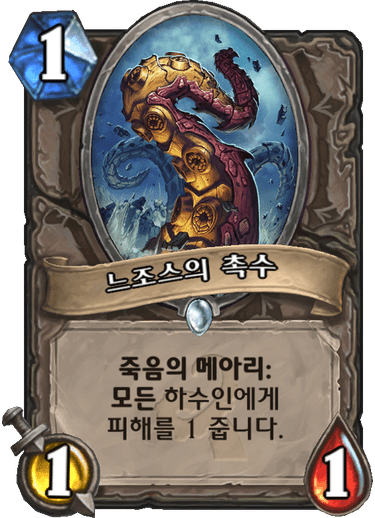 1
느조스의 촉수
죽음의 메아리:
모든 하수인에게
피해를 1 줍니다.
1
1